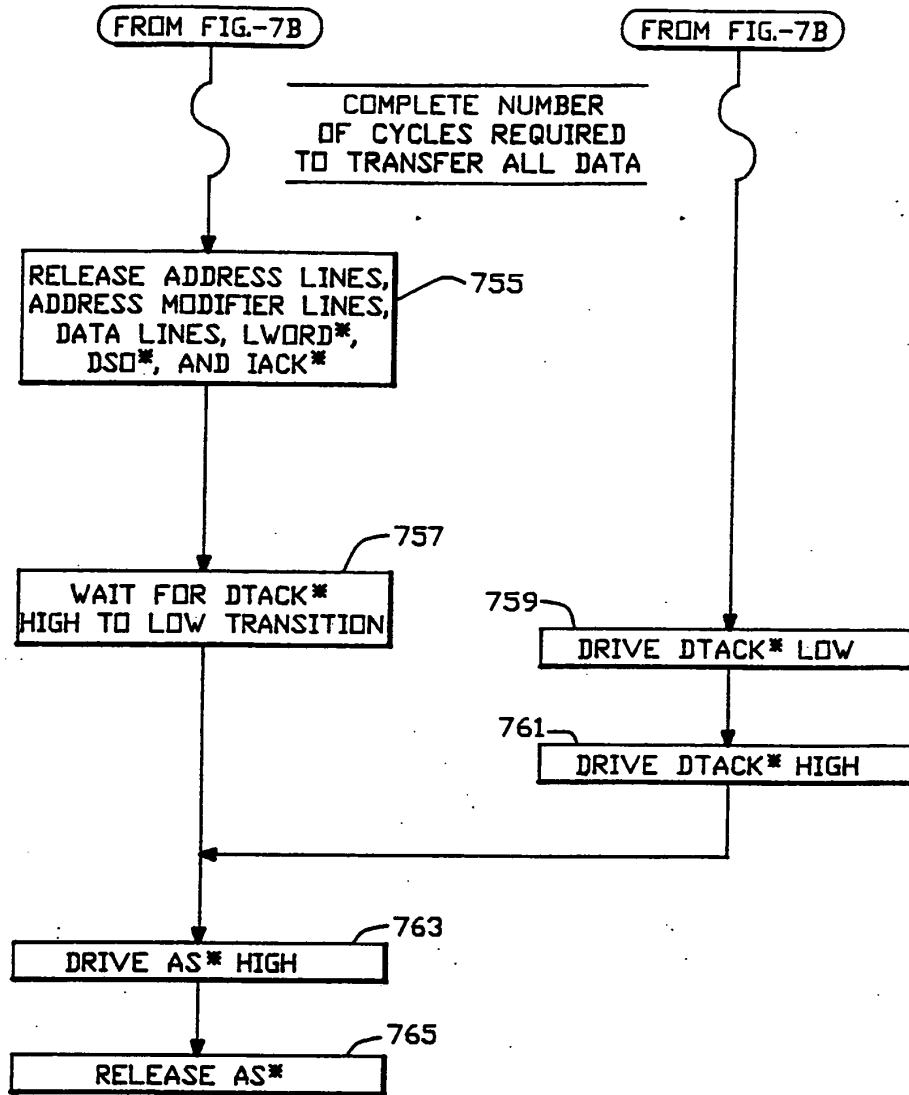 FROM FIG.-7B
FROM FIG.-7B
COMPLETE NUMBER
OF CYCLES REQUIRED
TO TRANSFER ALL DATA
RELEASE ADDRESS LINES,
ADDRESS MODIFIER LINES,
DATA LINES, LWORD*,
DSO*, AND IACK*
755
757
WAIT FOR DTACK*
HIGH TO LOW TRANSITION
759
DRIVE DTACK* LOW
761
DRIVE DTACK* HIGH
763
DRIVE AS* HIGH
765
RELEASE AS*